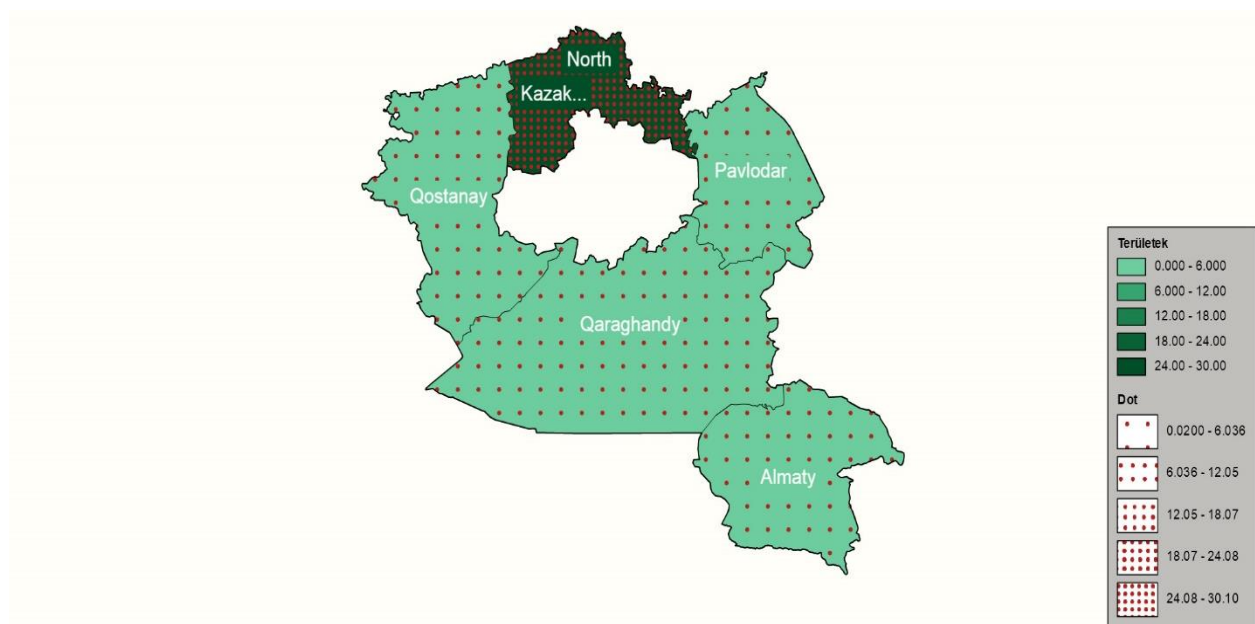 North
Kazak...
Pavlodar
Qostanay
Qaraghandy
Almaty
Területek
0.000 - 6.000
6.000 - 12.00
12.00 - 18.00
18.00 - 24.00
24.00 - 30.00
Dot
0.0200 - 6.036
6.036 - 12.05
12.05 - 18.07
18.07 - 24.08
24.08 - 30.10